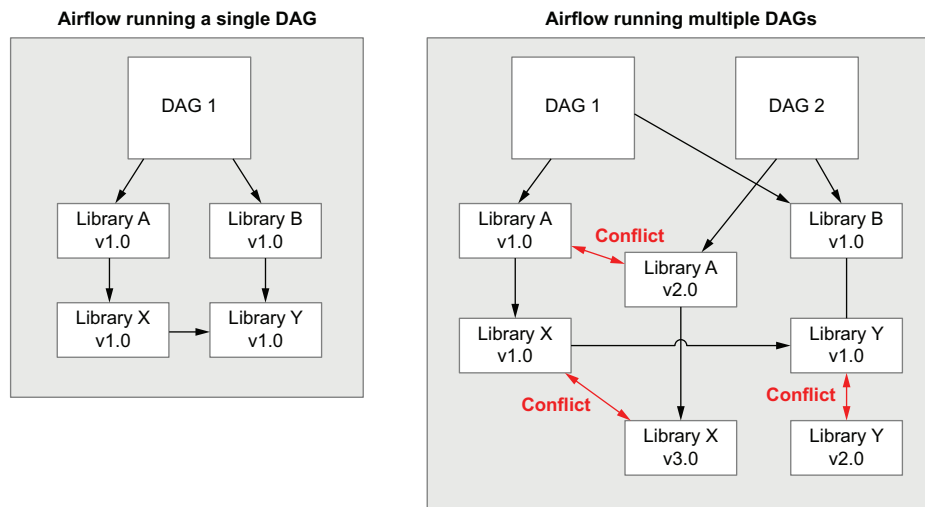 Airflow running a single DAG
DAG 1
Library A
v1.0
Library B
v1.0
Library X
v1.0
Library Y
v1.0
Airflow running multiple DAGs
DAG 1
DAG 2
Library A
v1.0
Conflict
Library A
v2.0
Library B
v1.0
Library X
v1.0
Library Y
v1.0
Conflict
Conflict
Library X
v3.0
Library Y
v2.0